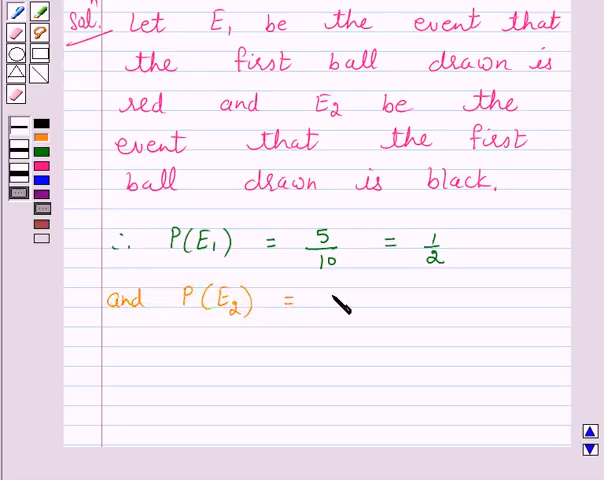 Solⁿ. Let E₁ be the event that
the first ball drawn is
red and E₂ be the
event that the first
ball drawn is black.
∴ P(E₁) = 5/10 = 1/2
and P(E₂) =